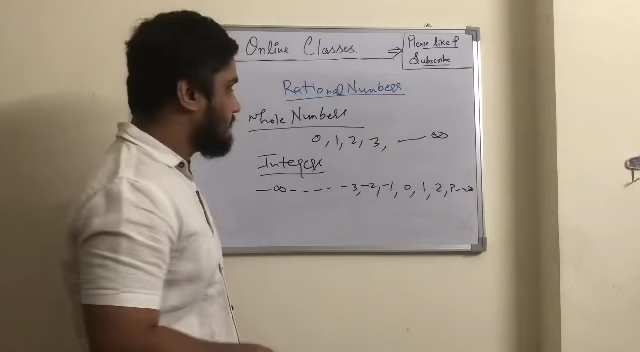 Online Classes
Please like &
Subscribe
Rational Numbers
Whole Numbers
0, 1, 2, 3, — ∞
Integers
-∞ - - - - -3, -2, -1, 0, 1, 2, 3 - ∞